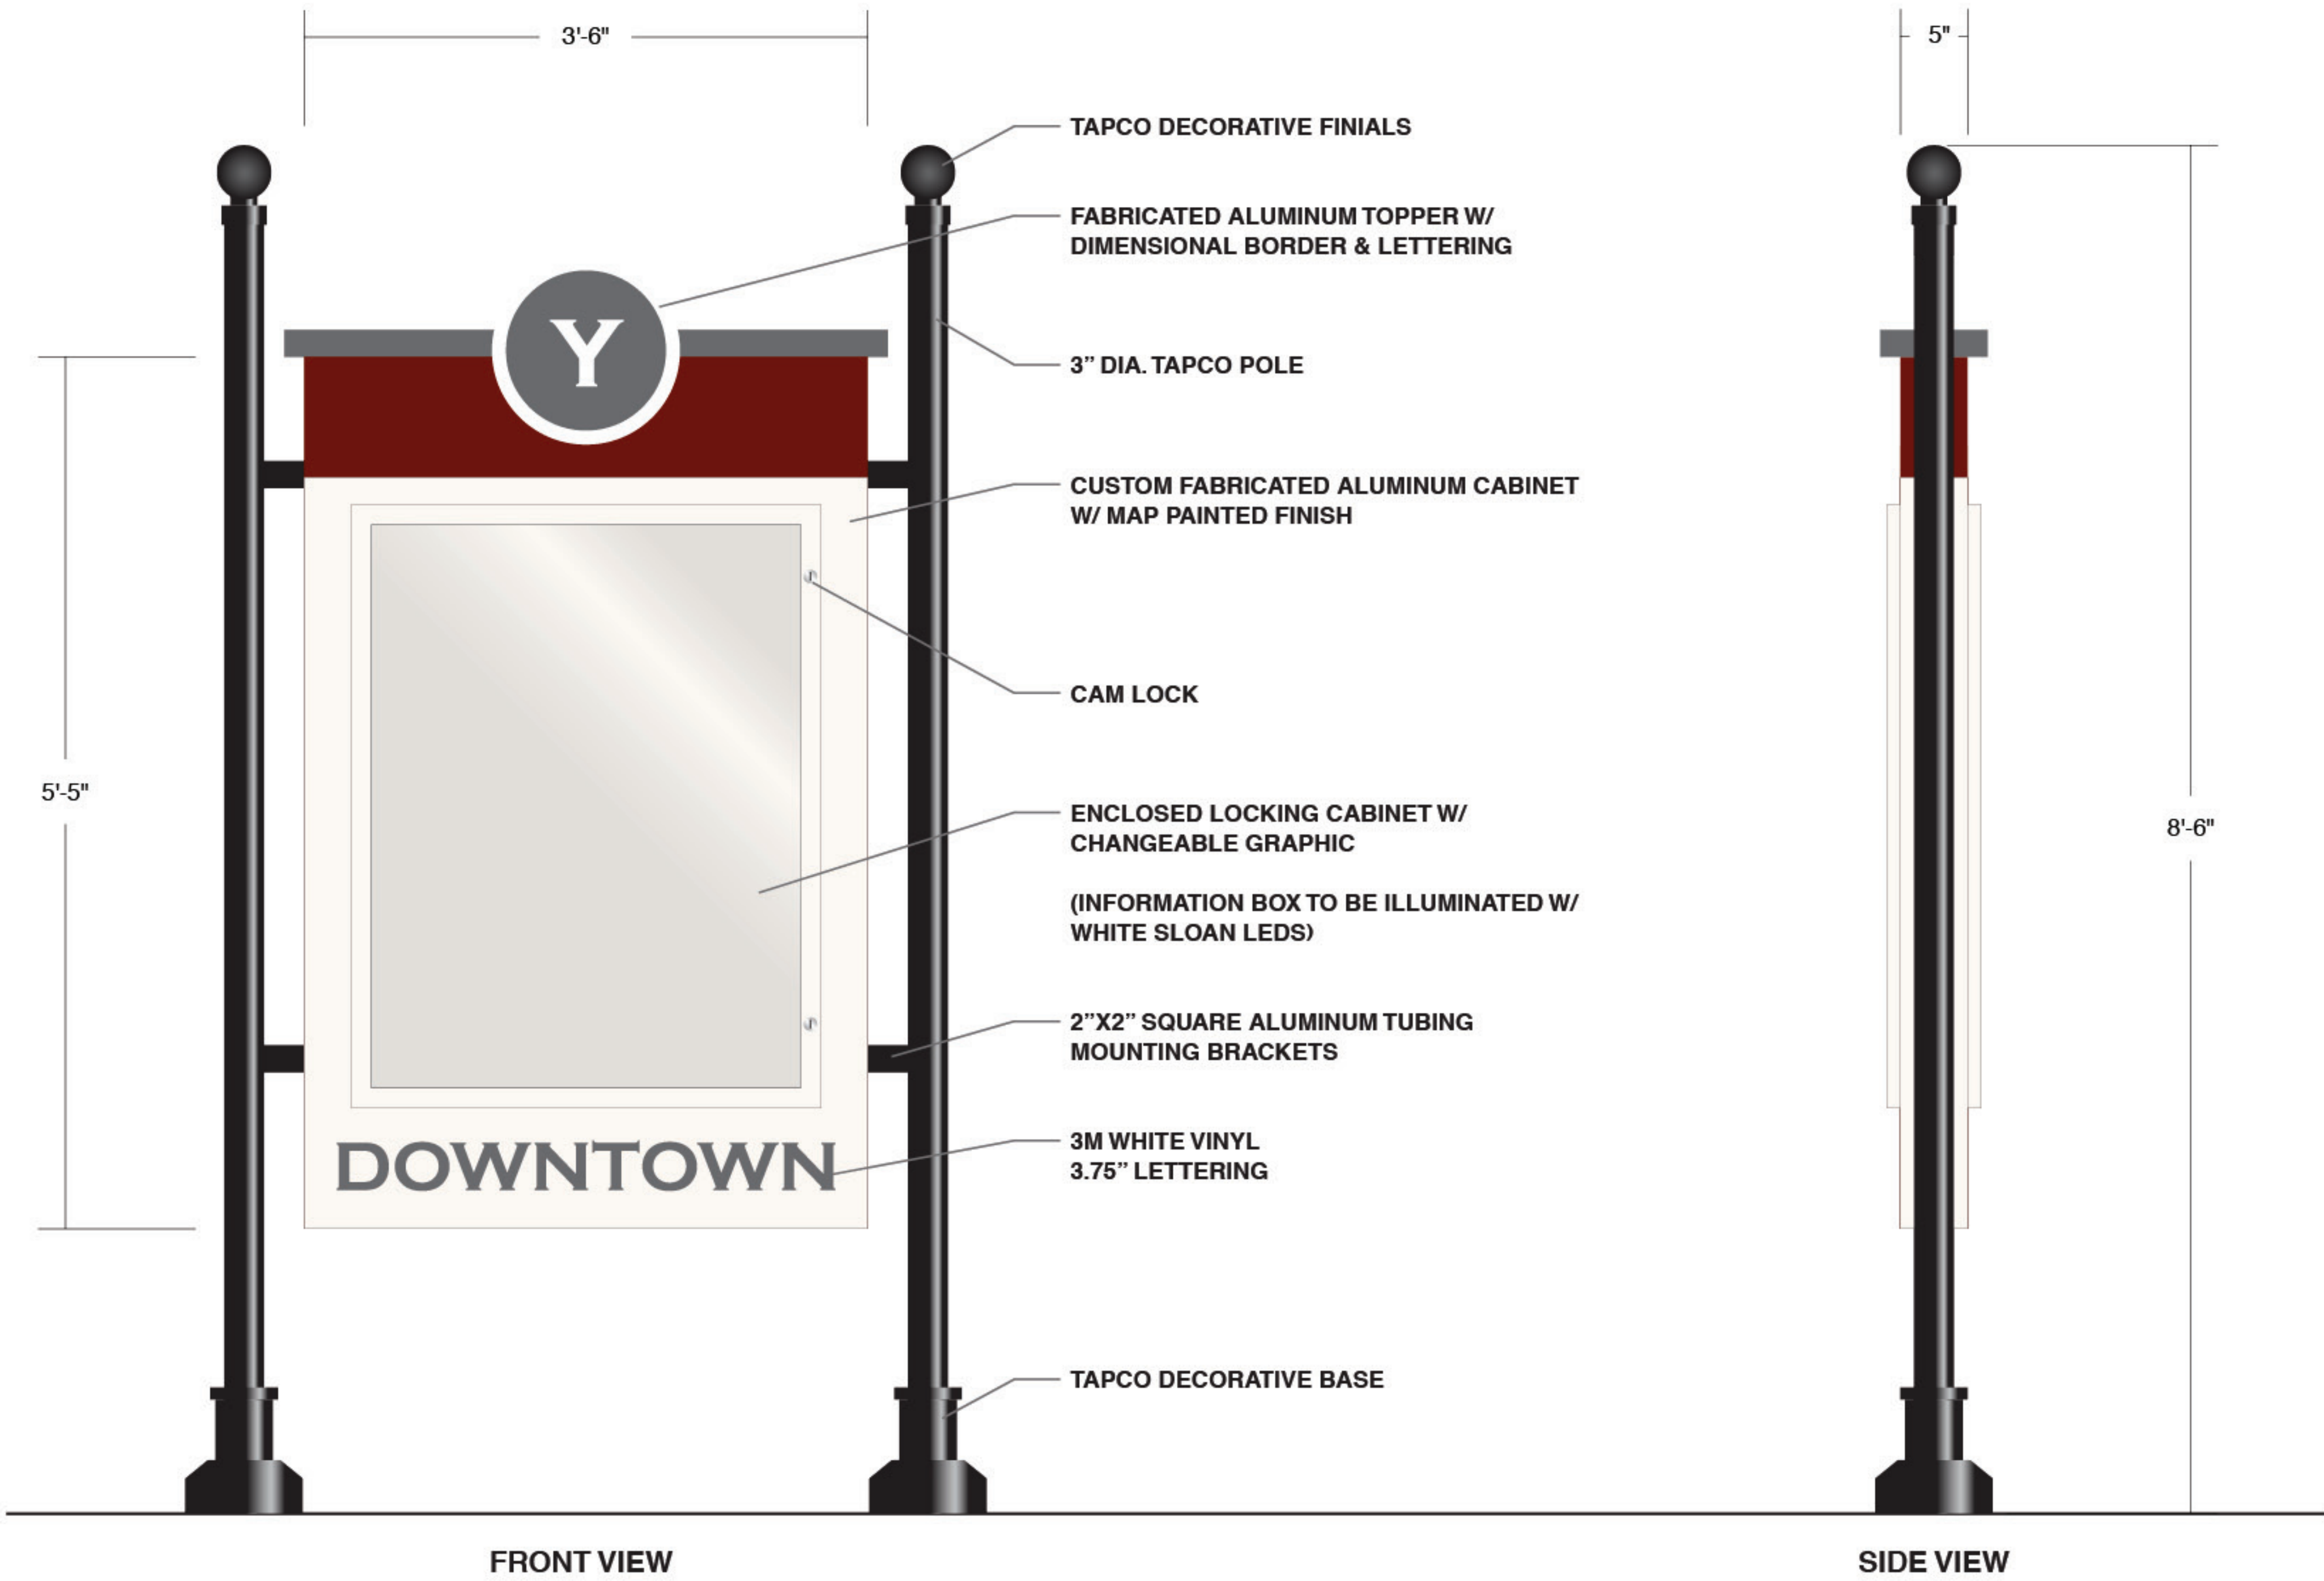 3'-6"
5"
TAPCO DECORATIVE FINIALS
FABRICATED ALUMINUM TOPPER W/
DIMENSIONAL BORDER & LETTERING
Y
3” DIA. TAPCO POLE
CUSTOM FABRICATED ALUMINUM CABINET
W/ MAP PAINTED FINISH
CAM LOCK
5'-5"
ENCLOSED LOCKING CABINET W/
CHANGEABLE GRAPHIC
8'-6"
(INFORMATION BOX TO BE ILLUMINATED W/
WHITE SLOAN LEDS)
2”X2” SQUARE ALUMINUM TUBING
MOUNTING BRACKETS
DOWNTOWN
3M WHITE VINYL
3.75” LETTERING
TAPCO DECORATIVE BASE
FRONT VIEW
SIDE VIEW